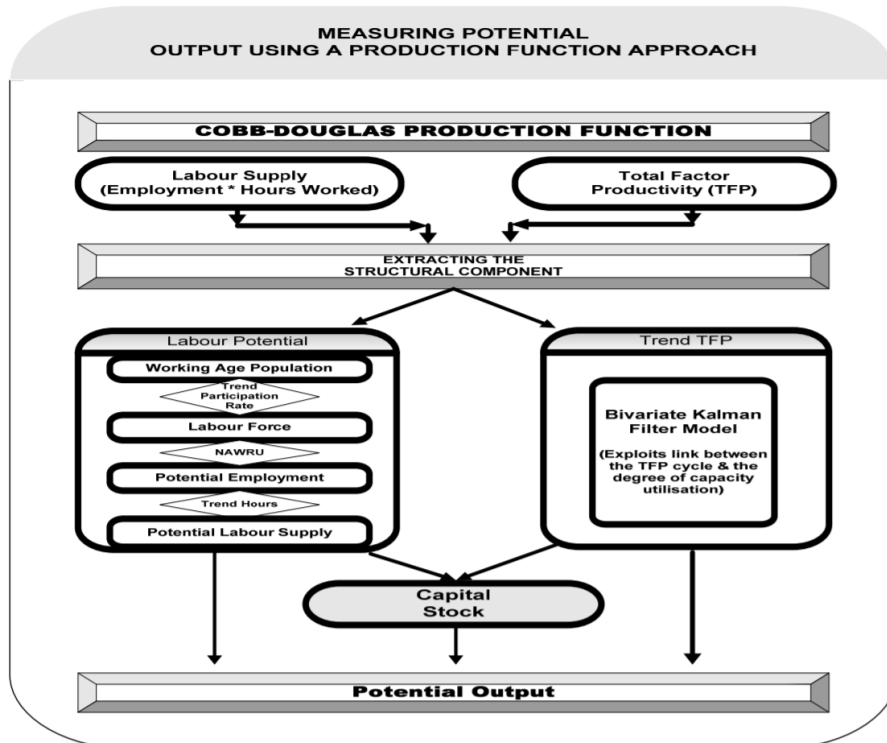 MEASURING POTENTIAL
OUTPUT USING A PRODUCTION FUNCTION APPROACH
COBB-DOUGLAS PRODUCTION FUNCTION
Labour Supply
(Employment * Hours Worked)
Total Factor
Productivity (TFP)
EXTRACTING THE
STRUCTURAL COMPONENT
Labour Potential
Working Age Population
Trend
Participation
Rate
Labour Force
NAWRU
Potential Employment
Trend Hours
Potential Labour Supply
Trend TFP
Bivariate Kalman
Filter Model
(Exploits link between
the TFP cycle & the
degree of capacity
utilisation)
Capital
Stock
Potential Output